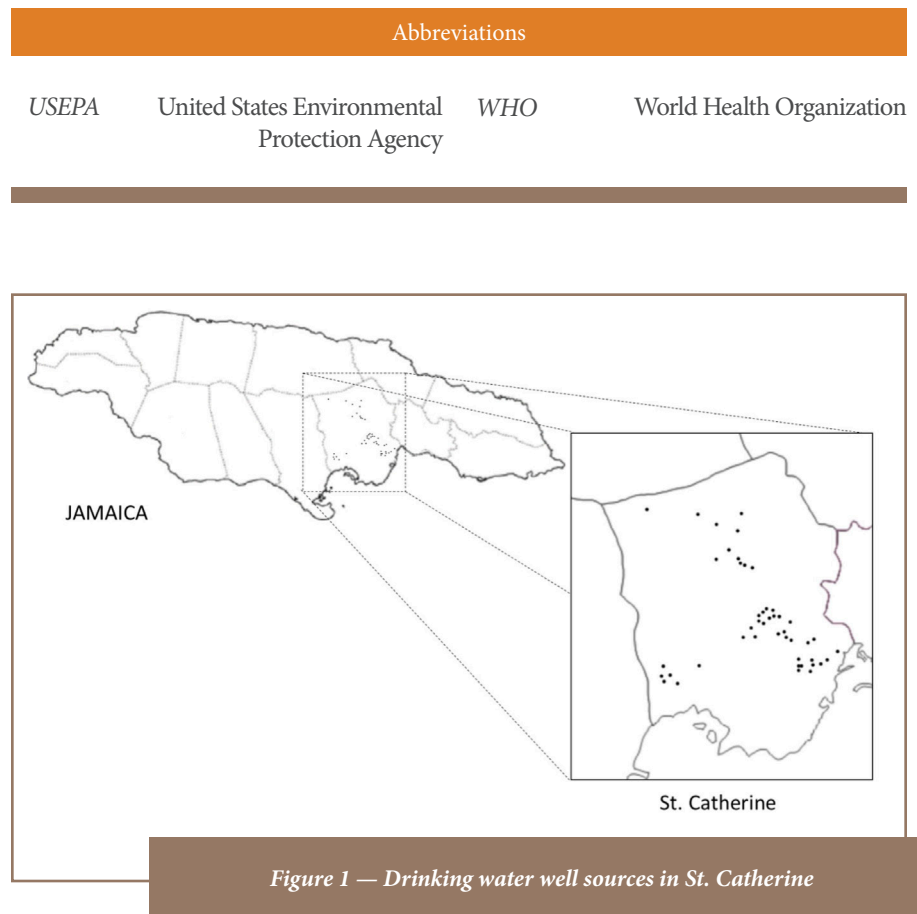 Abbreviations
USEPA United States Environmental Protection Agency
WHO World Health Organization
JAMAICA
St. Catherine
Figure 1 — Drinking water well sources in St. Catherine